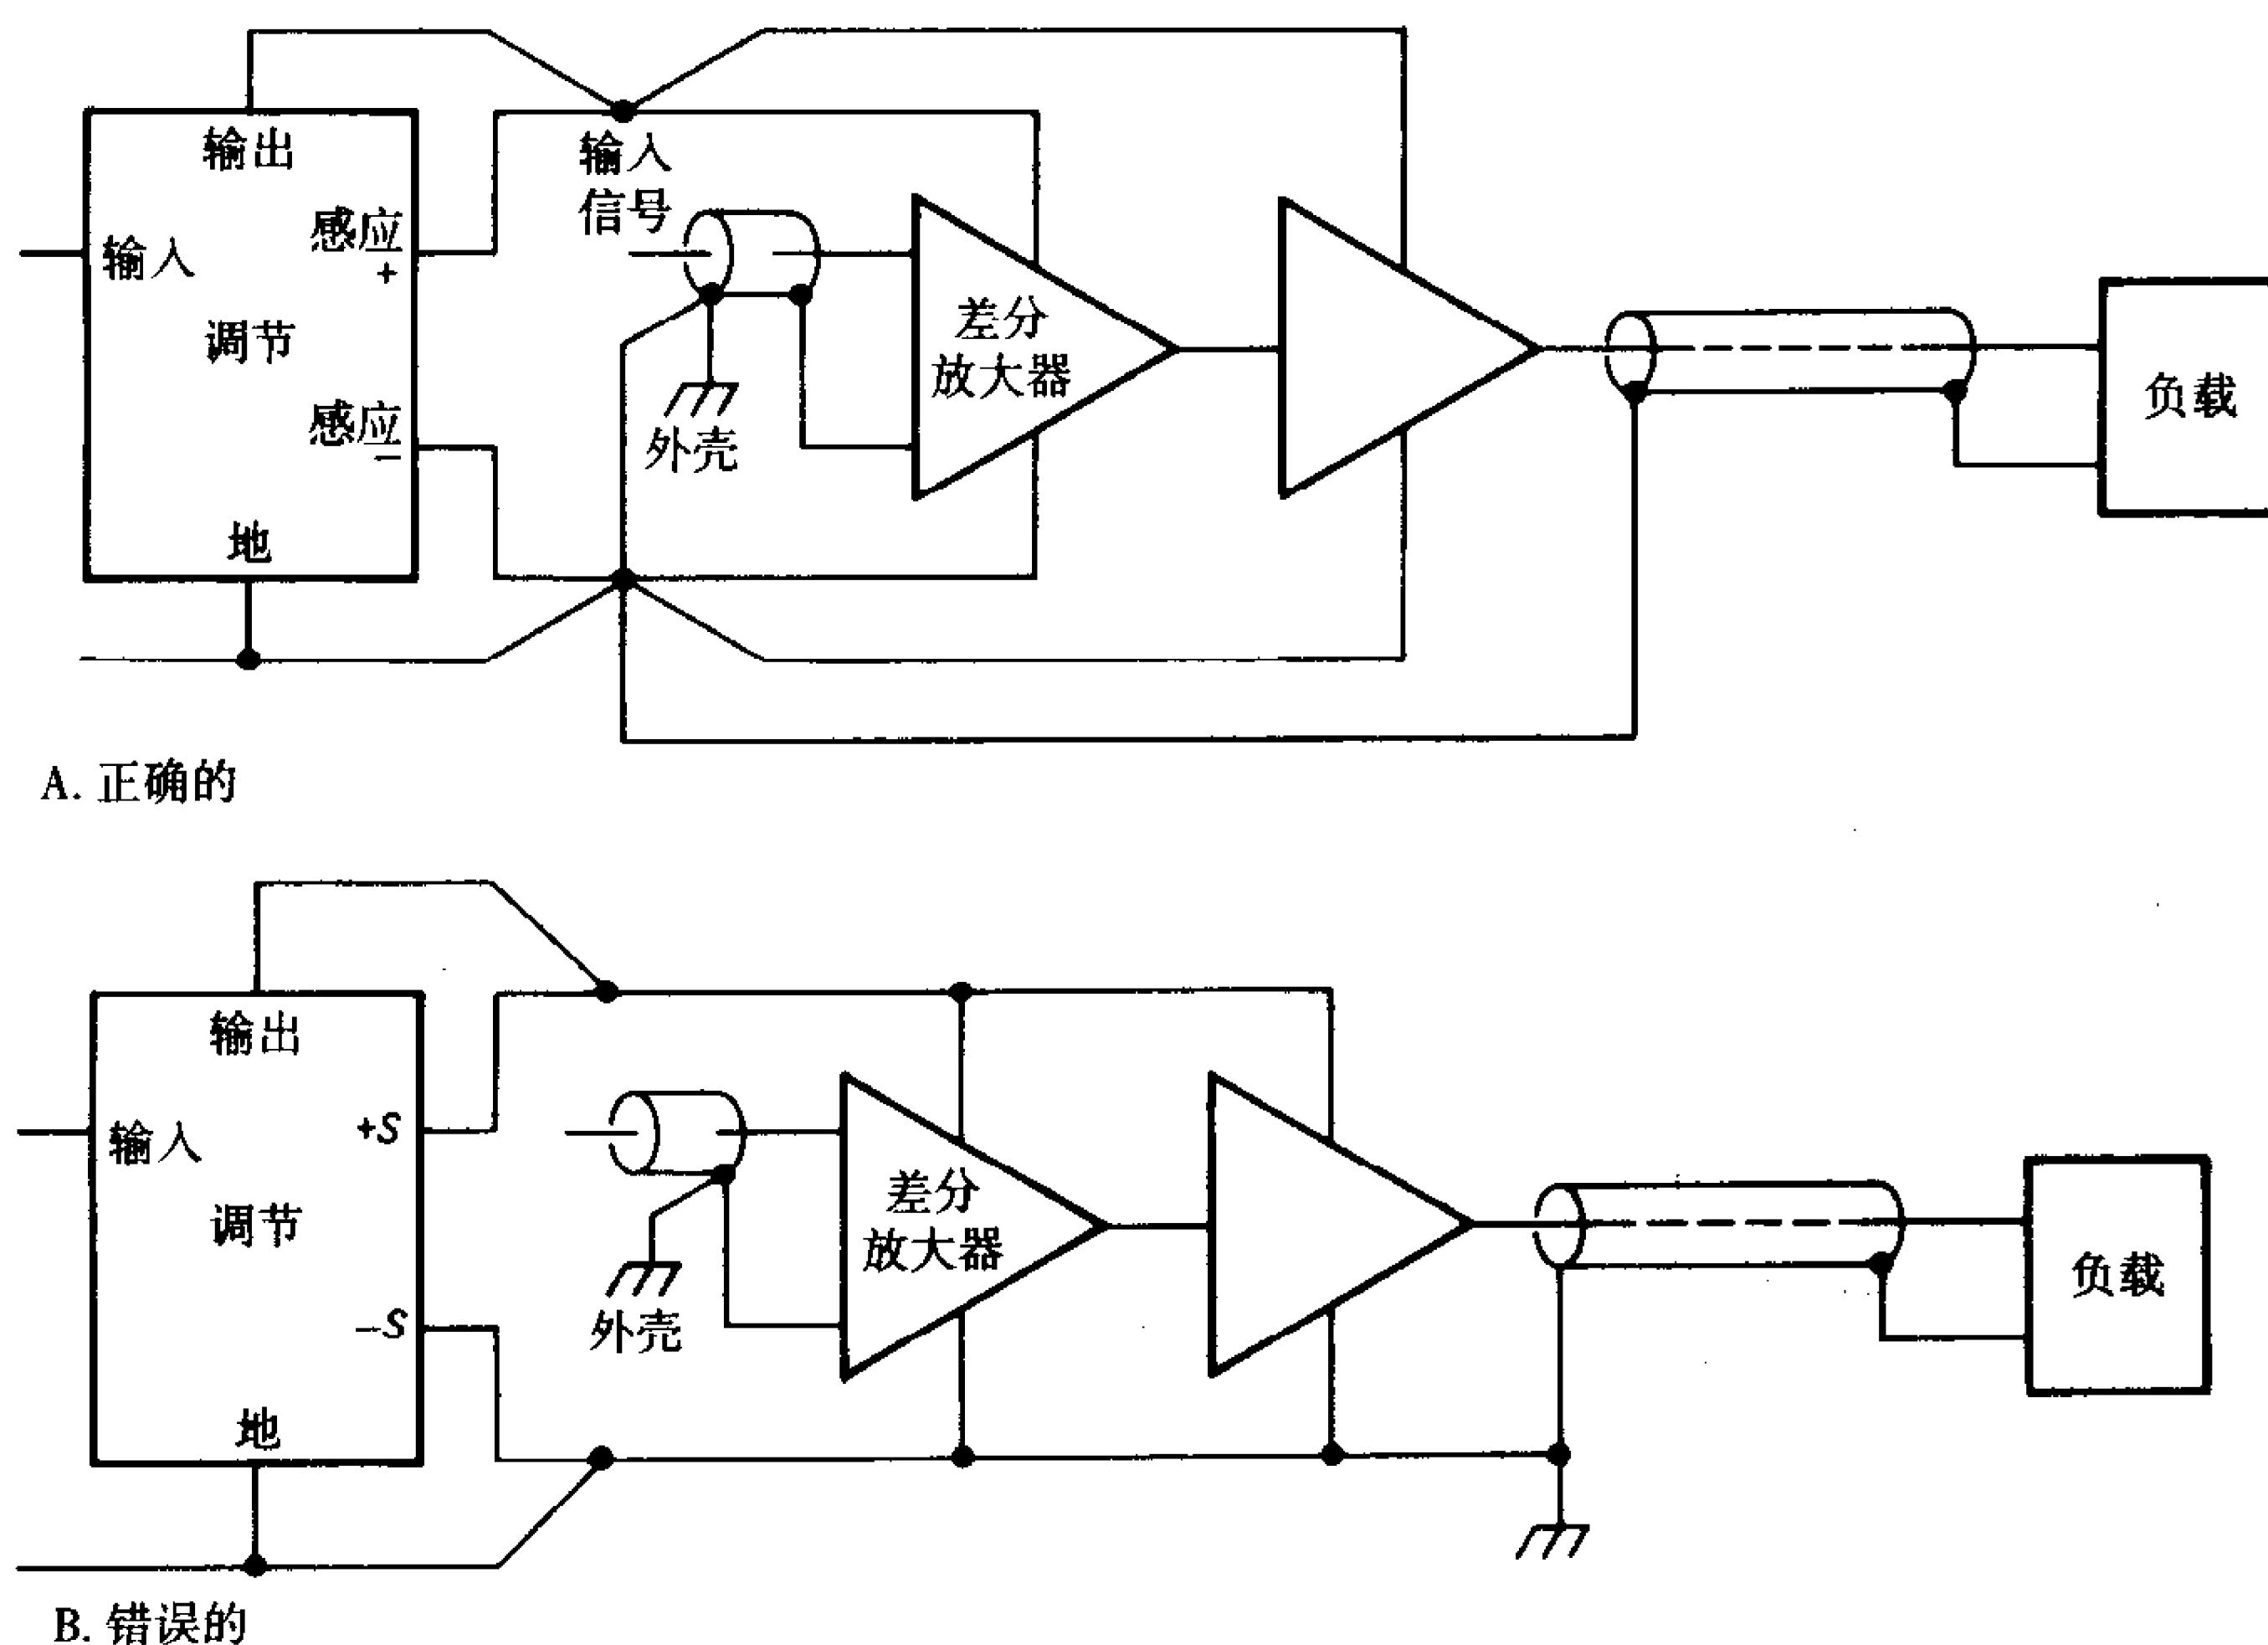 输出
输入
信号
感应
+
输入
调节
差分
放大器
感应
−
外壳
负载
地
A. 正确的
输出
+S
输入
调节
差分
放大器
−S
外壳
负载
地
B. 错误的